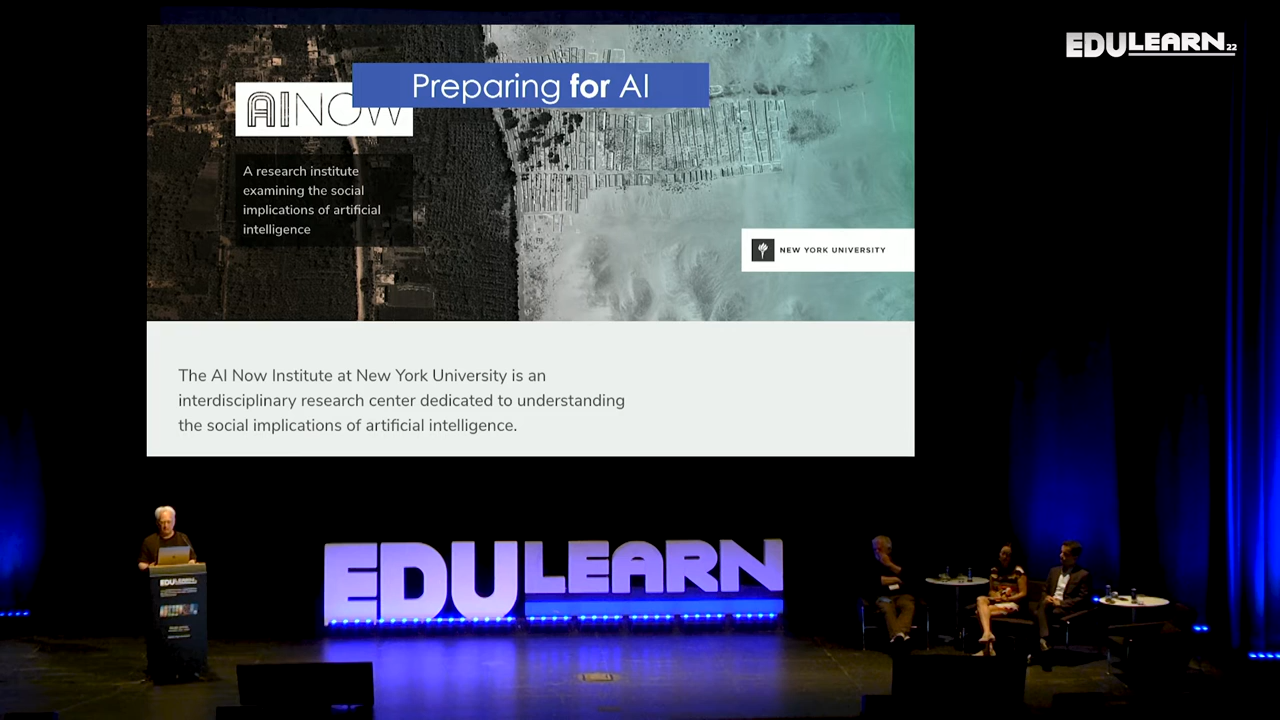 EDULEARN22
Preparing for AI
AINOW
A research institute
examining the social
implications of artificial
intelligence
NEW YORK UNIVERSITY
The AI Now Institute at New York University is an
interdisciplinary research center dedicated to understanding
the social implications of artificial intelligence.
EDULEARN
EDULEARN